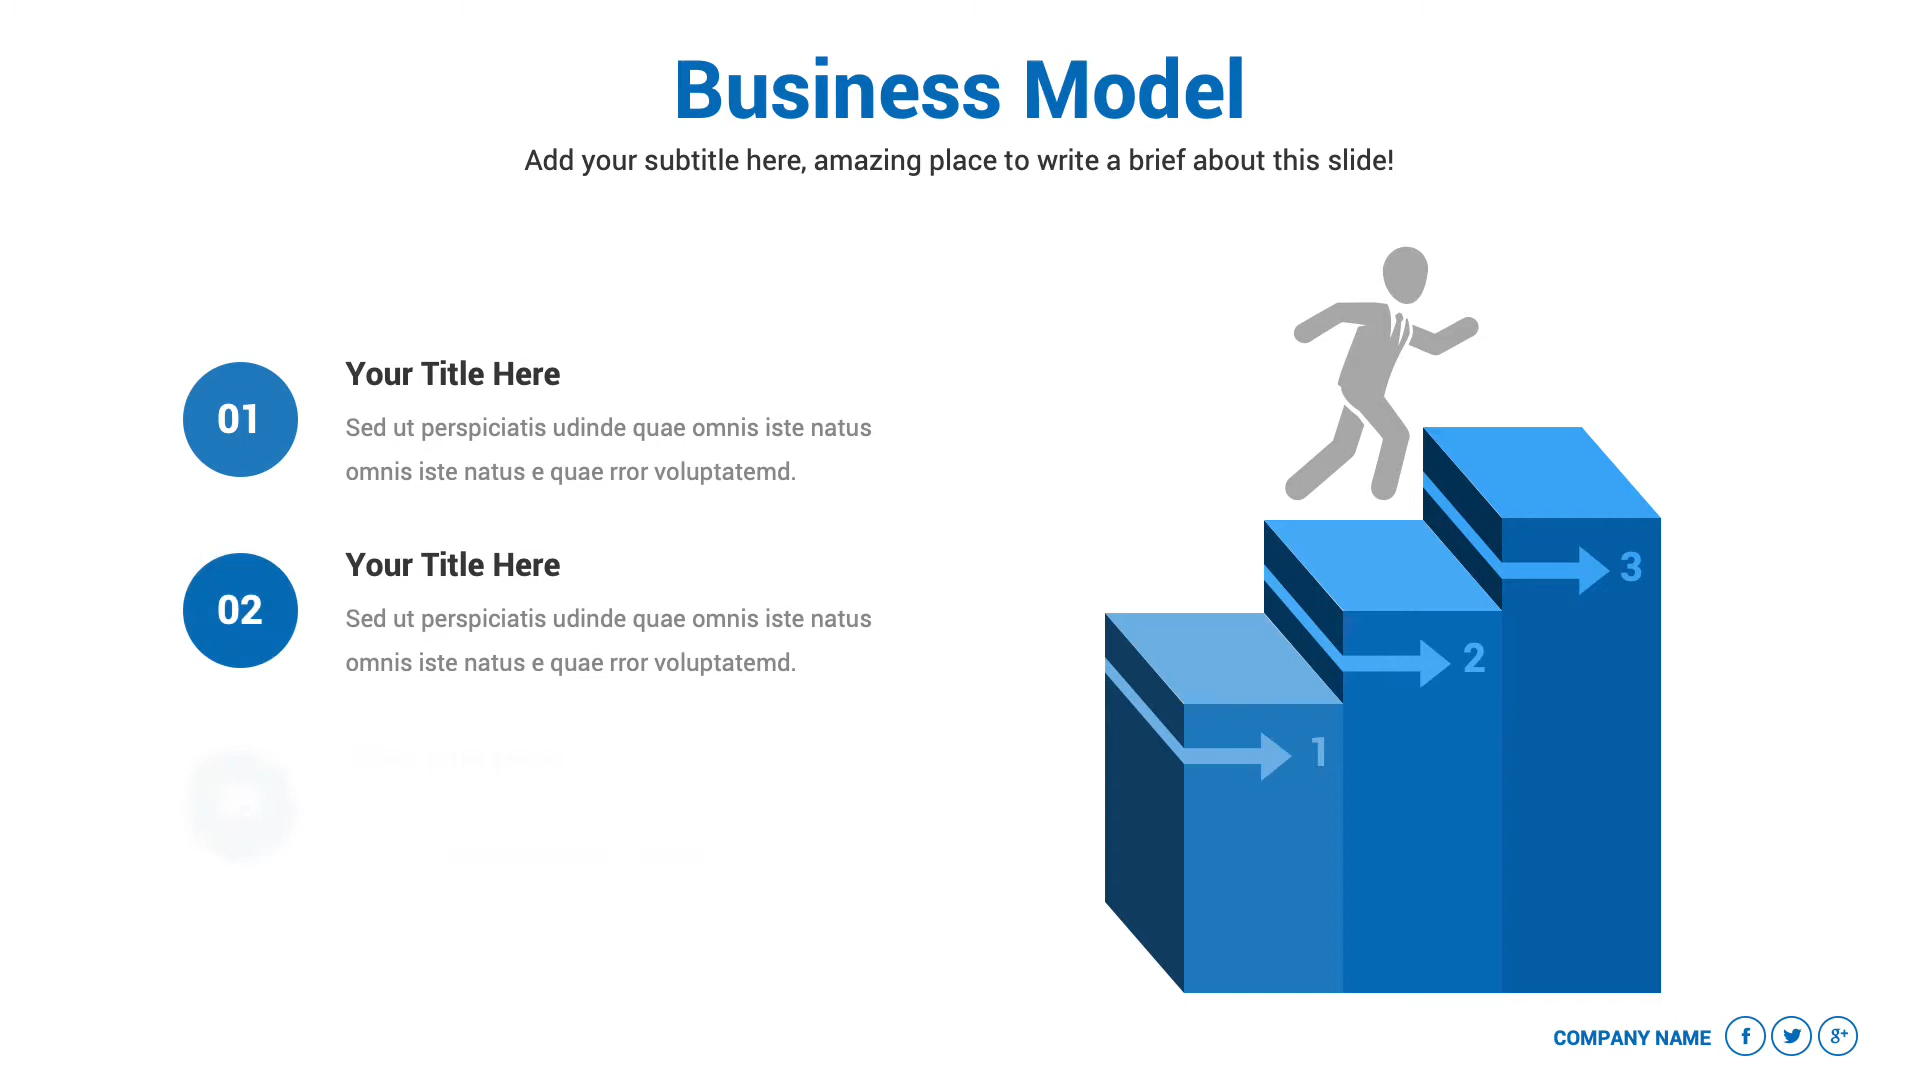 Business Model
Add your subtitle here, amazing place to write a brief about this slide!
01
Your Title Here
Sed ut perspiciatis udinde quae omnis iste natus
omnis iste natus e quae rror voluptatemd.
02
Your Title Here
Sed ut perspiciatis udinde quae omnis iste natus
omnis iste natus e quae rror voluptatemd.
3
2
1
COMPANY NAME f g+